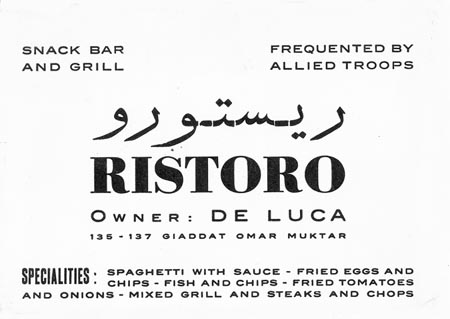 SNACK BAR
AND GRILL
FREQUENTED BY
ALLIED TROOPS
ريستورو
RISTORO
OWNER: DE LUCA
135 - 137 GIADDAT OMAR MUKTAR
SPECIALITIES: SPAGHETTI WITH SAUCE - FRIED EGGS AND
CHIPS - FISH AND CHIPS - FRIED TOMATOES
AND ONIONS - MIXED GRILL AND STEAKS AND CHOPS